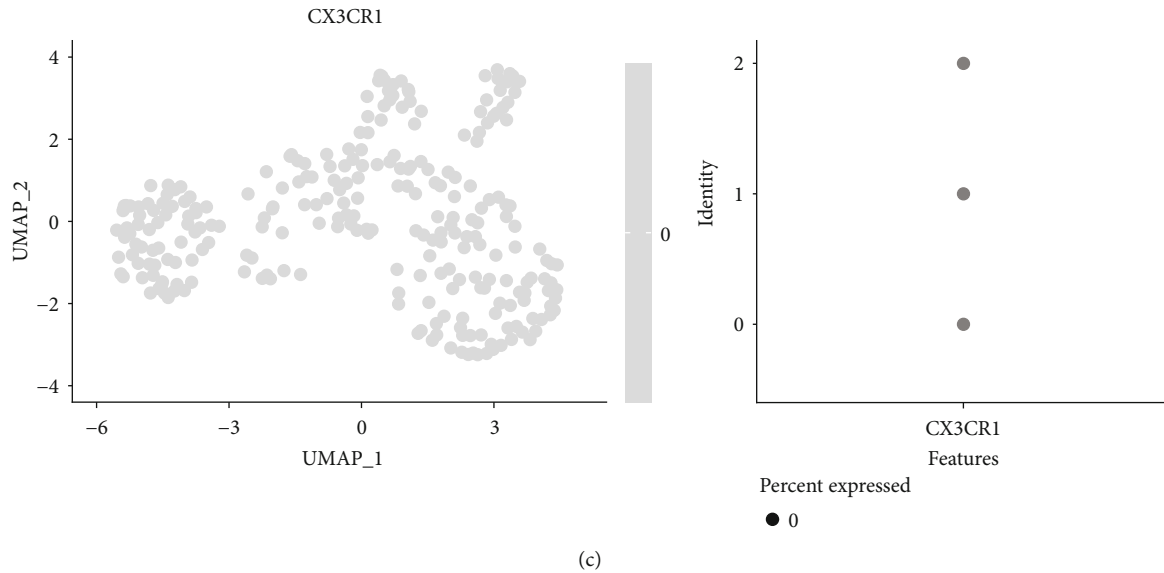 CX3CR1
4
2
0
−2
−4
UMAP_2
−6
−3
0
3
UMAP_1
0
2
1
0
Identity
CX3CR1
Features
Percent expressed
0
(c)